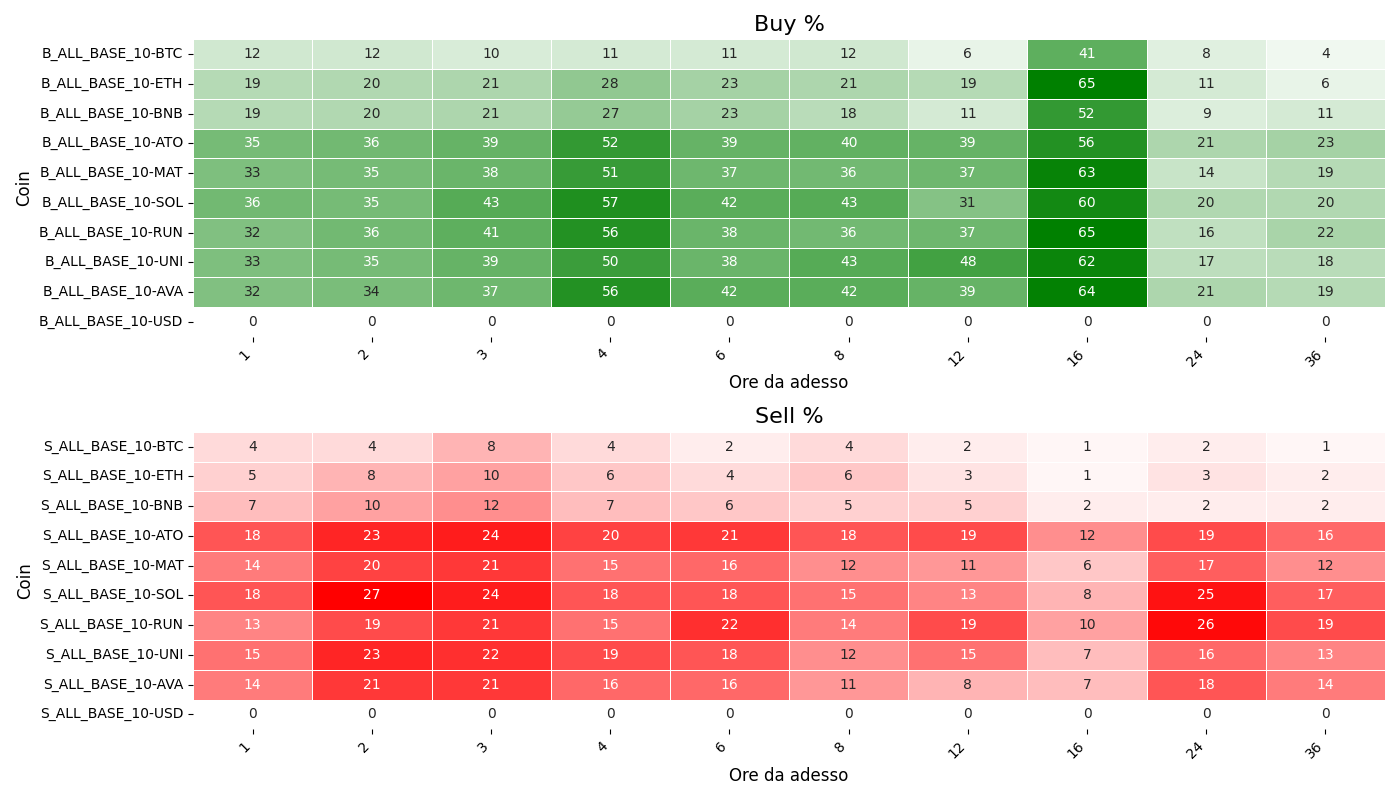 Buy %
Coin
B_ALL_BASE_10-BTC 12 12 10 11 11 12 6 41 8 4
B_ALL_BASE_10-ETH 19 20 21 28 23 21 19 65 11 6
B_ALL_BASE_10-BNB 19 20 21 27 23 18 11 52 9 11
B_ALL_BASE_10-ATO 35 36 39 52 39 40 39 56 21 23
B_ALL_BASE_10-MAT 33 35 38 51 37 36 37 63 14 19
B_ALL_BASE_10-SOL 36 35 43 57 42 43 31 60 20 20
B_ALL_BASE_10-RUN 32 36 41 56 38 36 37 65 16 22
B_ALL_BASE_10-UNI 33 35 39 50 38 43 48 62 17 18
B_ALL_BASE_10-AVA 32 34 37 56 42 42 39 64 21 19
B_ALL_BASE_10-USD 0 0 0 0 0 0 0 0 0 0
1 2 3 4 6 8 12 16 24 36
Ore da adesso
Sell %
Coin
S_ALL_BASE_10-BTC 4 4 8 4 2 4 2 1 2 1
S_ALL_BASE_10-ETH 5 8 10 6 4 6 3 1 3 2
S_ALL_BASE_10-BNB 7 10 12 7 6 5 5 2 2 2
S_ALL_BASE_10-ATO 18 23 24 20 21 18 19 12 19 16
S_ALL_BASE_10-MAT 14 20 21 15 16 12 11 6 17 12
S_ALL_BASE_10-SOL 18 27 24 18 18 15 13 8 25 17
S_ALL_BASE_10-RUN 13 19 21 15 22 14 19 10 26 19
S_ALL_BASE_10-UNI 15 23 22 19 18 12 15 7 16 13
S_ALL_BASE_10-AVA 14 21 21 16 16 11 8 7 18 14
S_ALL_BASE_10-USD 0 0 0 0 0 0 0 0 0 0
1 2 3 4 6 8 12 16 24 36
Ore da adesso